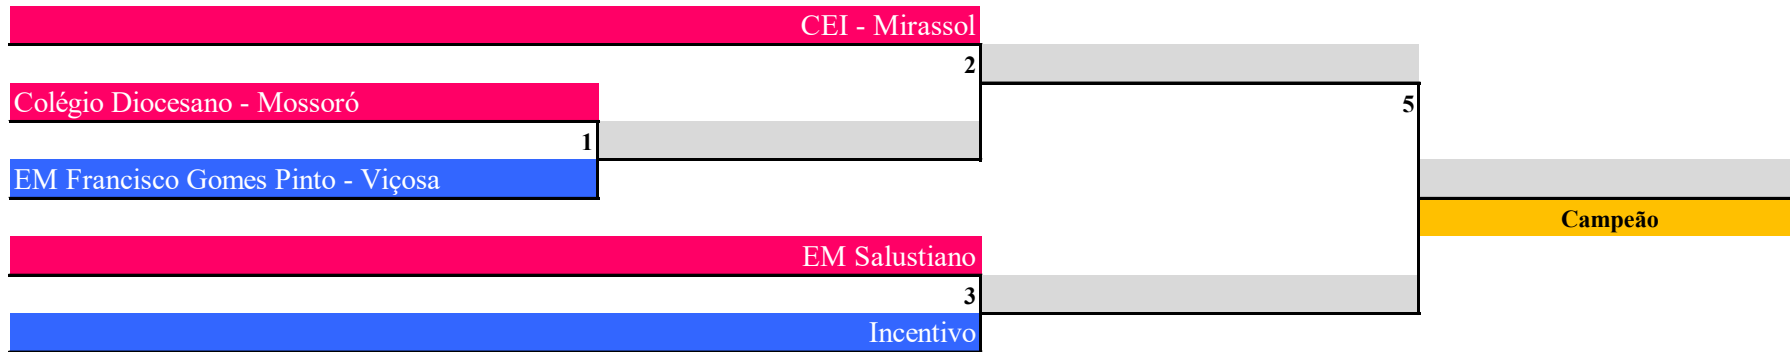 CEI - Mirassol
2
Colégio Diocesano - Mossoró
5
1
EM Francisco Gomes Pinto - Viçosa
Campeão
EM Salustiano
3
Incentivo